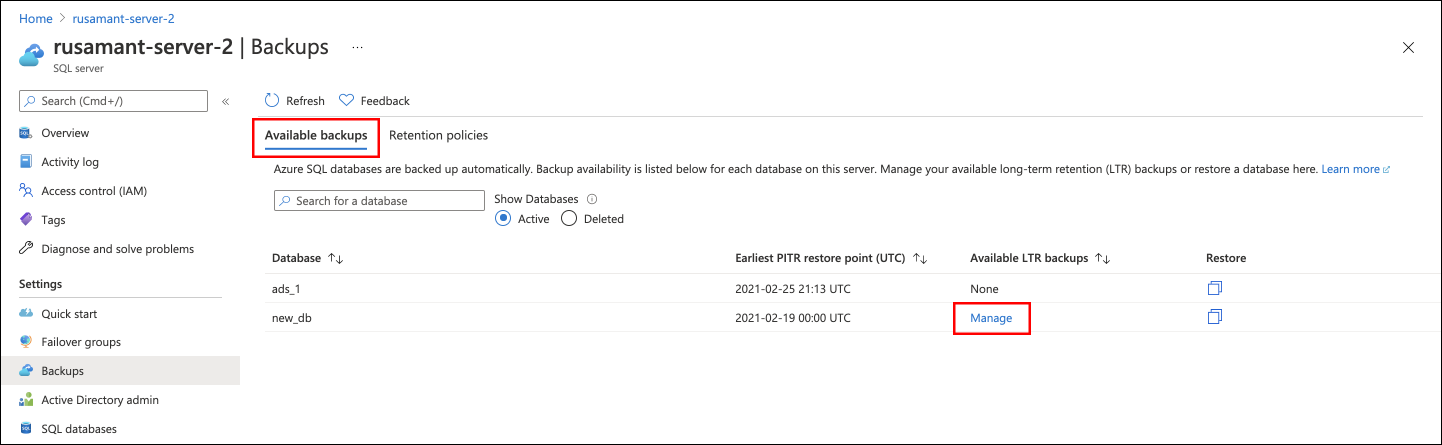 Home > rusamant-server-2
rusamant-server-2 | Backups ...
SQL server
Search (Cmd+/) «
Overview
Activity log
Access control (IAM)
Tags
Diagnose and solve problems
Settings
Quick start
Failover groups
Backups
Active Directory admin
SQL databases
Refresh Feedback
Available backups Retention policies
Azure SQL databases are backed up automatically. Backup availability is listed below for each database on this server. Manage your available long-term retention (LTR) backups or restore a database here. Learn more
Search for a database
Show Databases
Active Deleted
Database ↑↓ Earliest PITR restore point (UTC) ↑↓ Available LTR backups ↑↓ Restore
ads_1 2021-02-25 21:13 UTC None
new_db 2021-02-19 00:00 UTC Manage